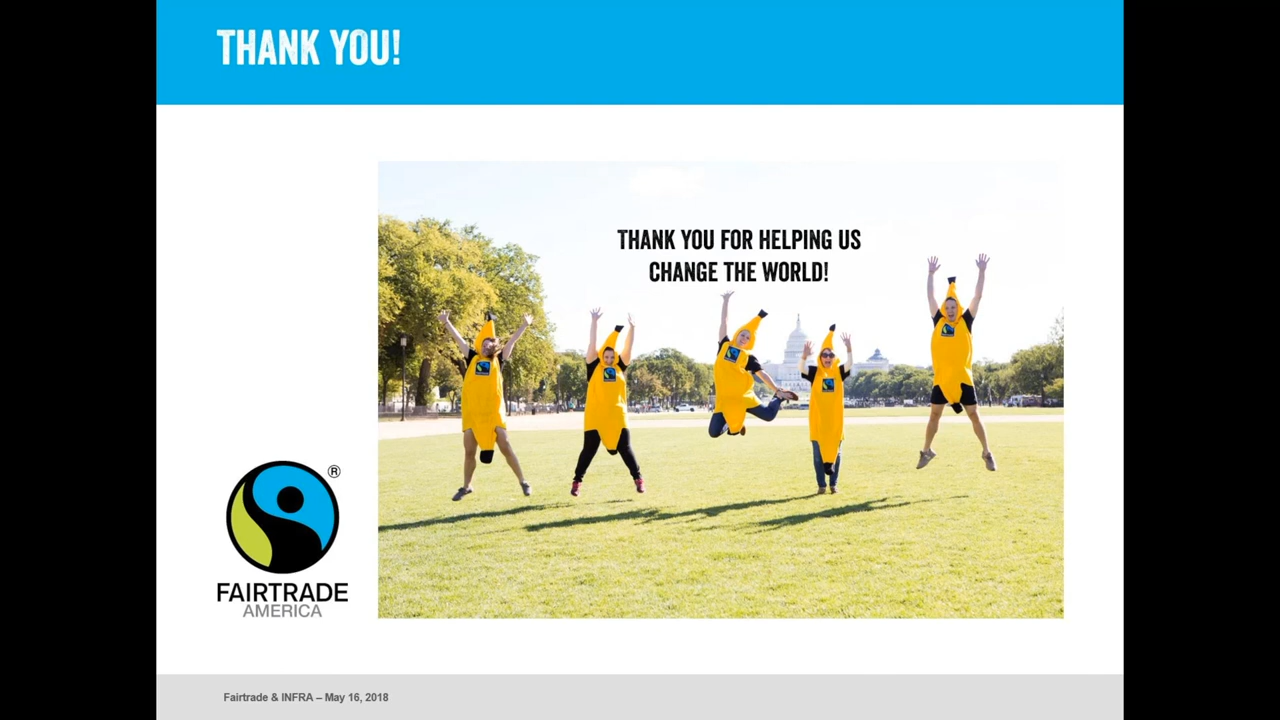 THANK YOU!
THANK YOU FOR HELPING US
CHANGE THE WORLD!
®
FAIRTRADE
AMERICA
Fairtrade & INFRA – May 16, 2018